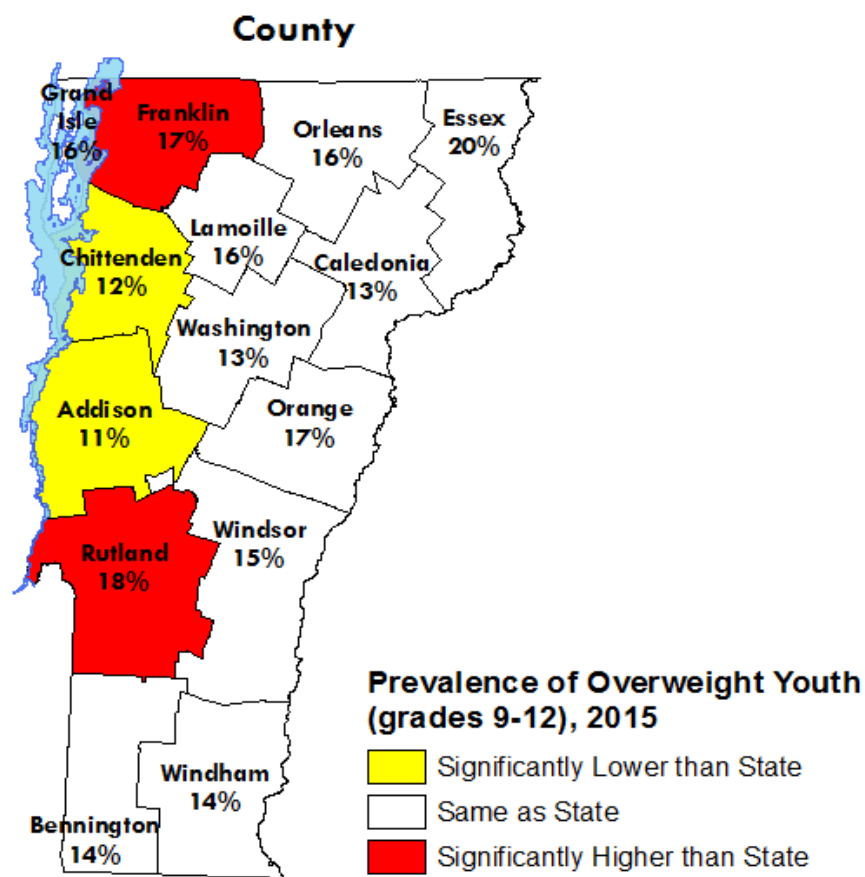 County
Grand
Isle
16%
Franklin
17%
Orleans
16%
Essex
20%
Lamoille
16%
Chittenden
12%
Caledonia
13%
Washington
13%
Addison
11%
Orange
17%
Windsor
15%
Rutland
18%
Windham
14%
Bennington
14%
Prevalence of Overweight Youth
(grades 9-12), 2015
Significantly Lower than State
Same as State
Significantly Higher than State